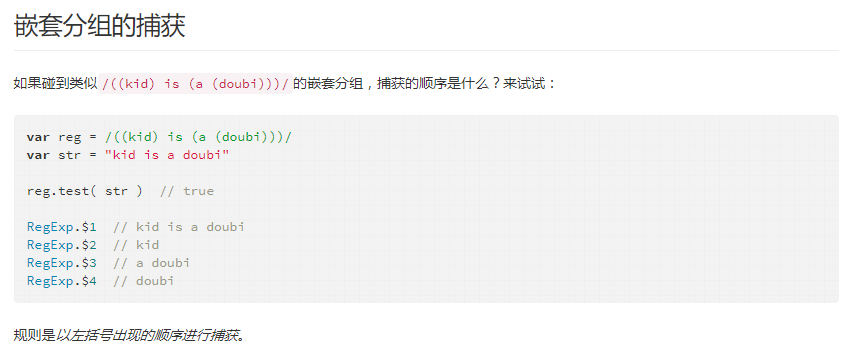 嵌套分组的捕获
如果碰到类似 /((kid) is (a (doubi)))/ 的嵌套分组，捕获的顺序是什么？来试试：
var reg = /((kid) is (a (doubi)))/
var str = "kid is a doubi"
reg.test( str )  // true
RegExp.$1  // kid is a doubi
RegExp.$2  // kid
RegExp.$3  // a doubi
RegExp.$4  // doubi
规则是以左括号出现的顺序进行捕获。